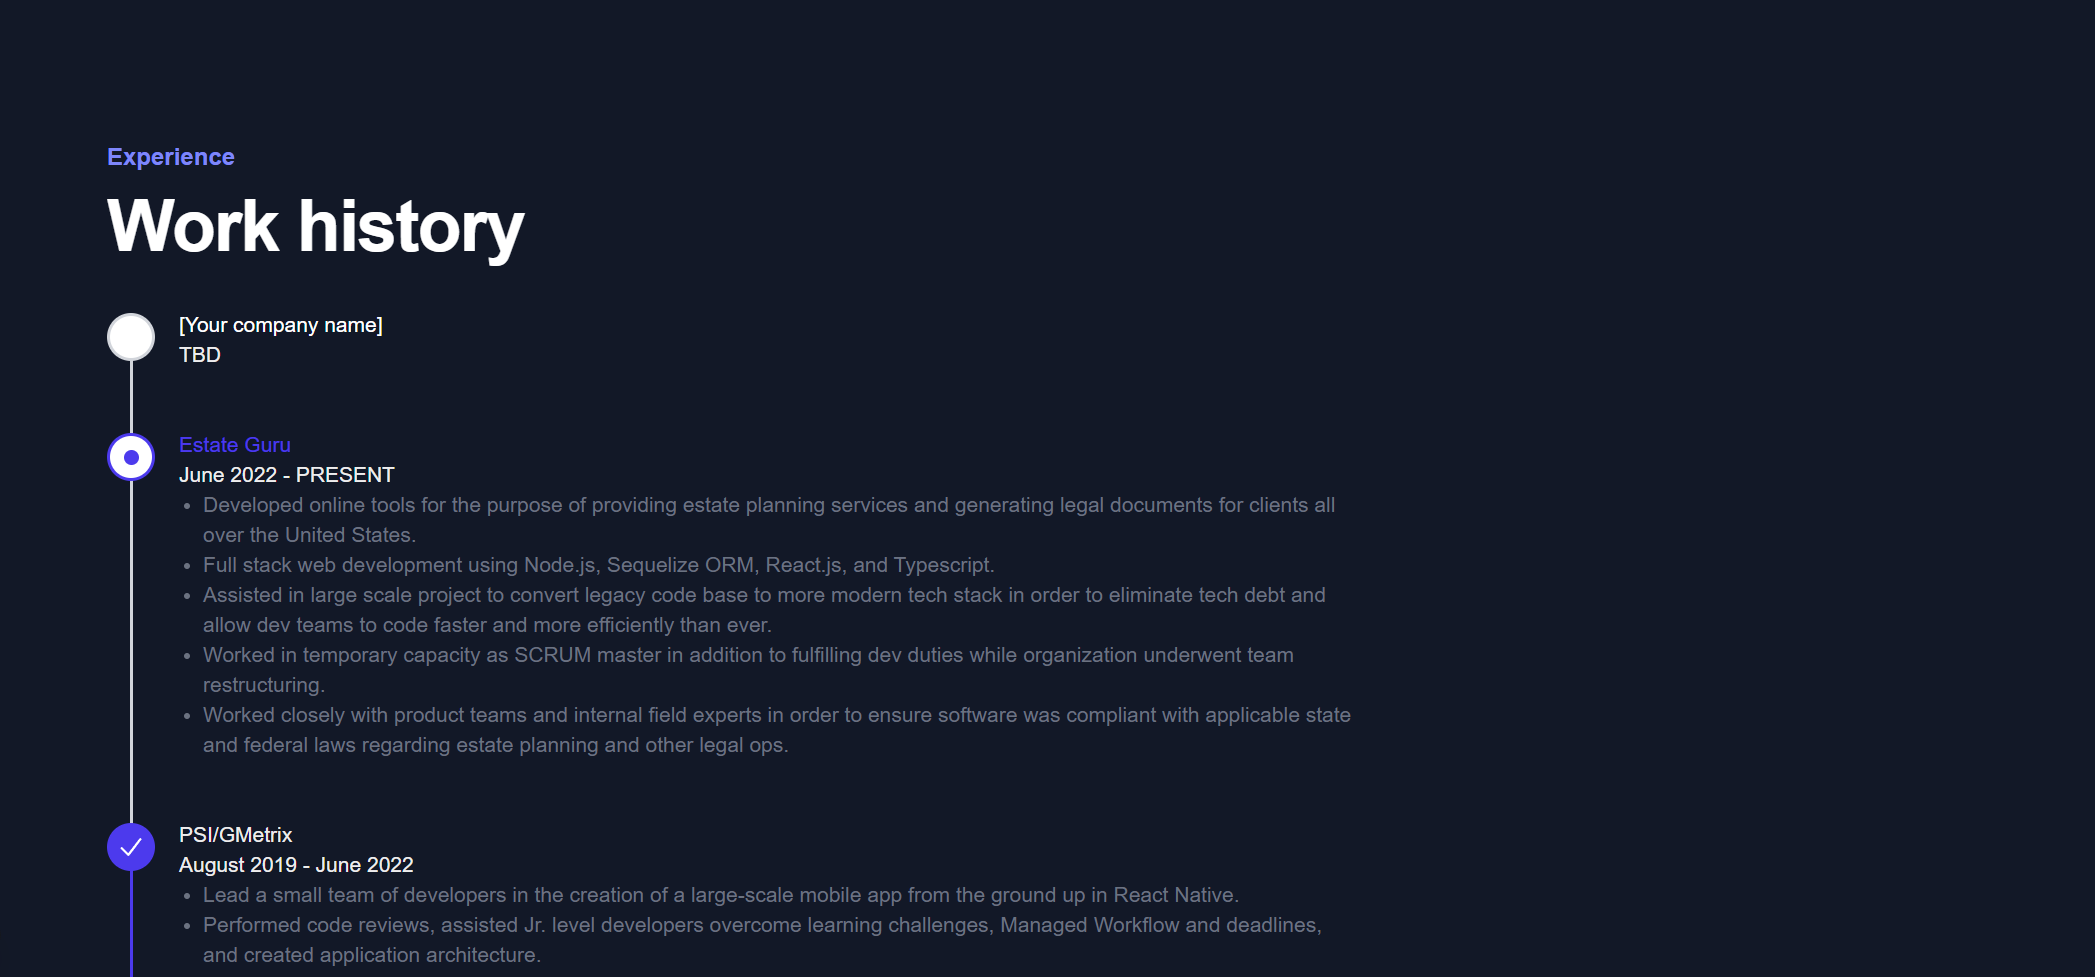 Experience
Work history
[Your company name]
TBD
Estate Guru
June 2022 - PRESENT
• Developed online tools for the purpose of providing estate planning services and generating legal documents for clients all
over the United States.
• Full stack web development using Node.js, Sequelize ORM, React.js, and Typescript.
• Assisted in large scale project to convert legacy code base to more modern tech stack in order to eliminate tech debt and
allow dev teams to code faster and more efficiently than ever.
• Worked in temporary capacity as SCRUM master in addition to fulfilling dev duties while organization underwent team
restructuring.
• Worked closely with product teams and internal field experts in order to ensure software was compliant with applicable state
and federal laws regarding estate planning and other legal ops.
PSI/GMetrix
August 2019 - June 2022
• Lead a small team of developers in the creation of a large-scale mobile app from the ground up in React Native.
• Performed code reviews, assisted Jr. level developers overcome learning challenges, Managed Workflow and deadlines,
and created application architecture.